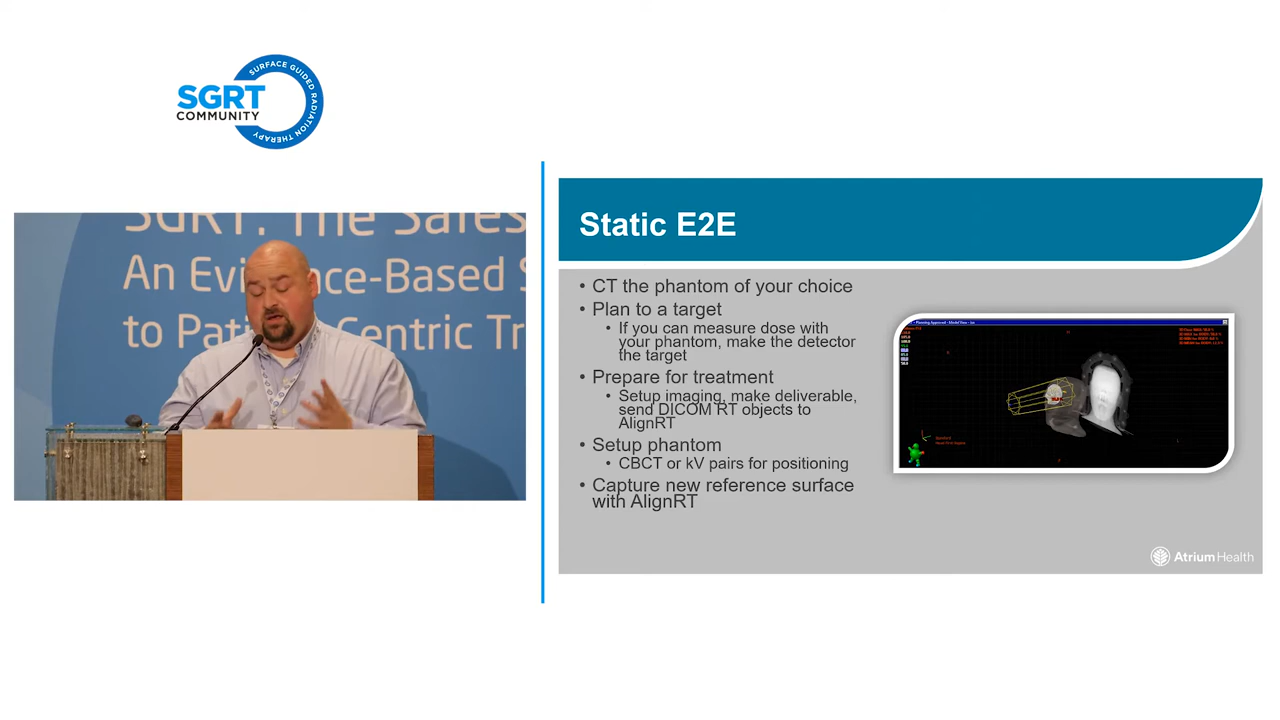 SURFACE GUIDED RADIATION THERAPY
SGRT
COMMUNITY
SGRT: The Safes
An Evidence-Based S
to Pati Centric Tr
Static E2E
• CT the phantom of your choice
• Plan to a target
• If you can measure dose with
your phantom, make the detector
the target
• Prepare for treatment
• Setup imaging, make deliverable,
send DICOM RT objects to
AlignRT
• Setup phantom
• CBCT or kV pairs for positioning
• Capture new reference surface
with AlignRT
AtriumHealth